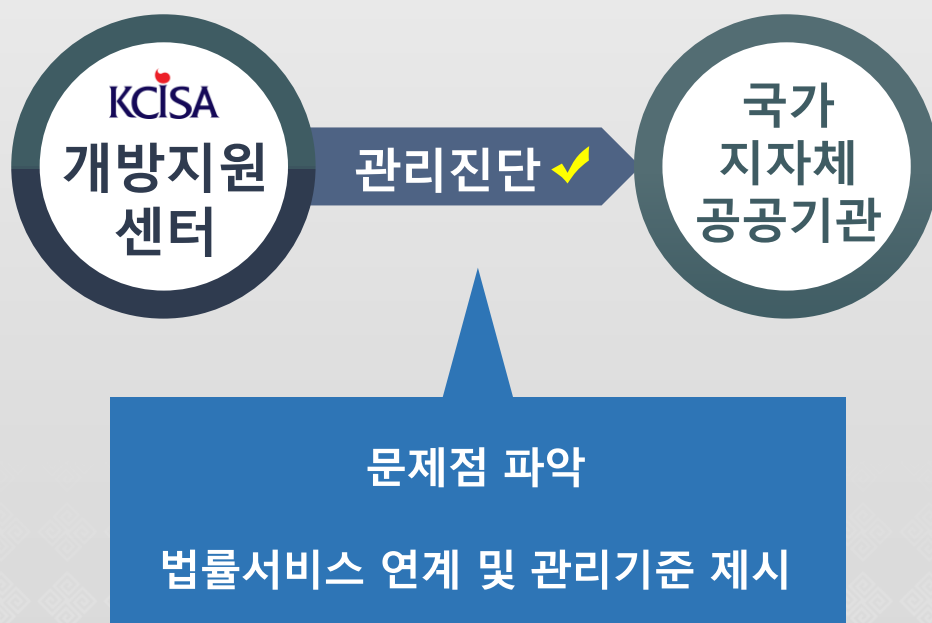 KCISA
개방지원
센터
관리진단
국가
지자체
공공기관
문제점 파악
법률서비스 연계 및 관리기준 제시